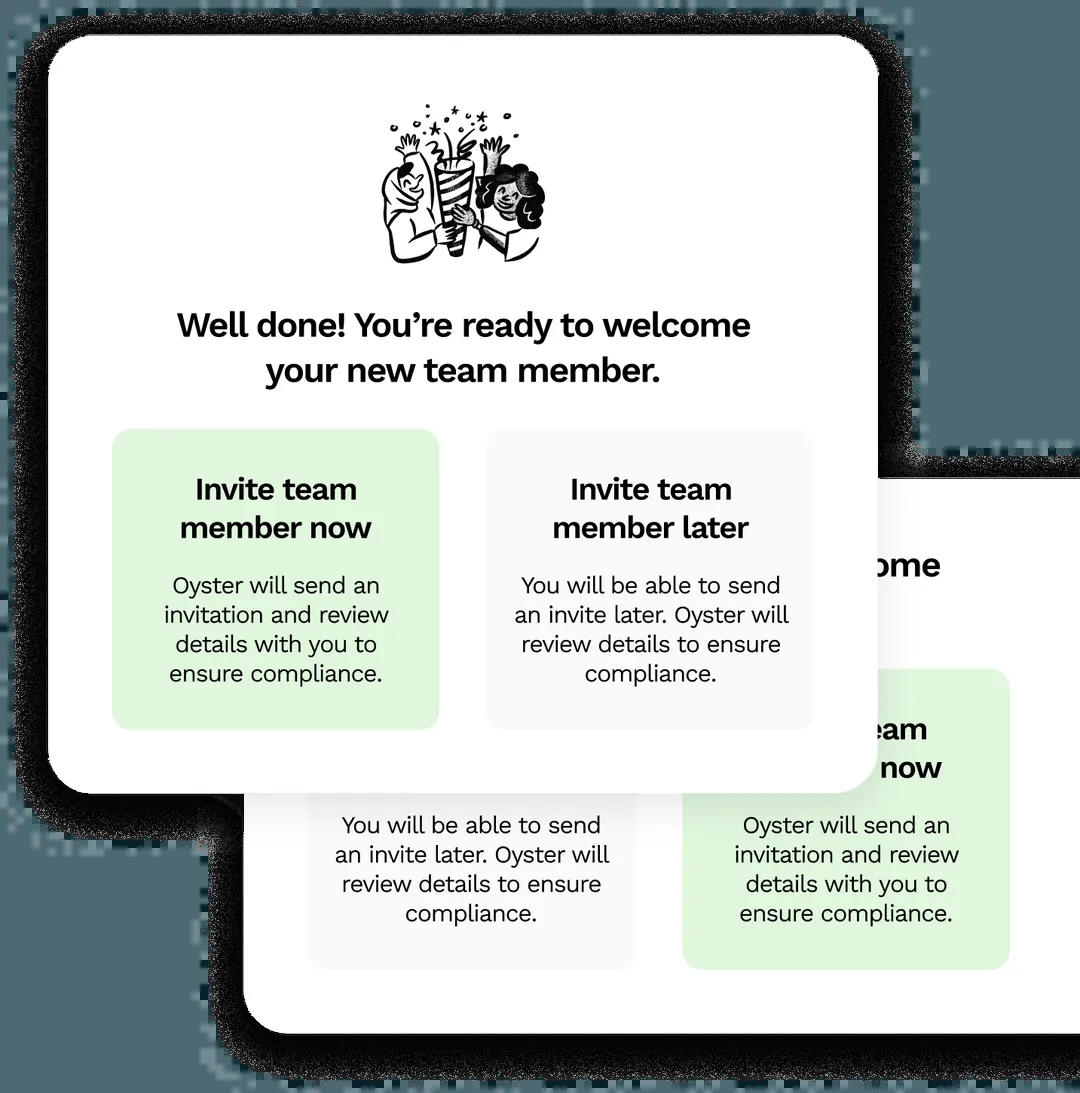 Well done! You’re ready to welcome
your new team member.
Invite team
member now
Oyster will send an
invitation and review
details with you to
ensure compliance.
Invite team
member later
You will be able to send
an invite later. Oyster will
review details to ensure
compliance.
ome
eam
now
You will be able to send
an invite later. Oyster will
review details to ensure
compliance.
Oyster will send an
invitation and review
details with you to
ensure compliance.